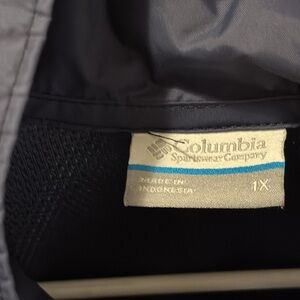 Columbia
Sportswear Company
MADE IN
INDONESIA
1X